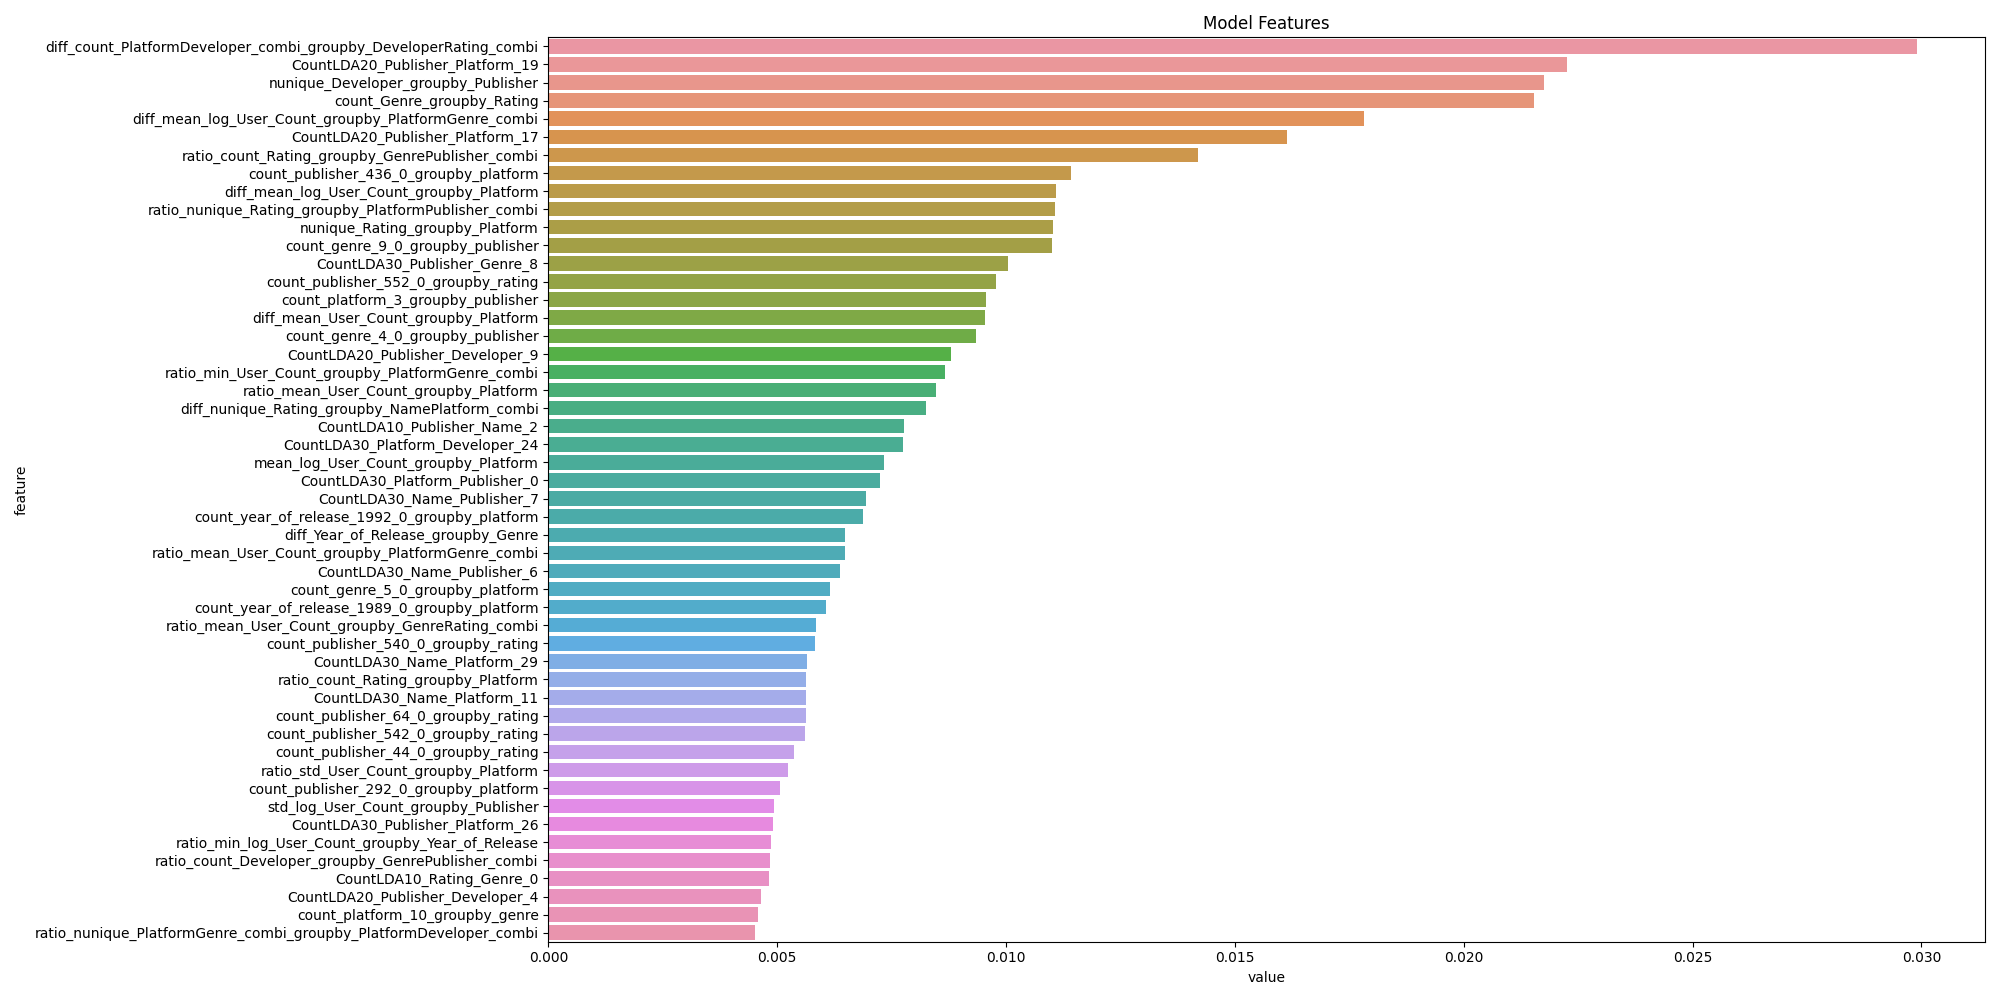 Model Features
diff_count_PlatformDeveloper_combi_groupby_DeveloperRating_combi
CountLDA20_Publisher_Platform_19
nunique_Developer_groupby_Publisher
count_Genre_groupby_Rating
diff_mean_log_User_Count_groupby_PlatformGenre_combi
CountLDA20_Publisher_Platform_17
ratio_count_Rating_groupby_GenrePublisher_combi
count_publisher_436_0_groupby_platform
diff_mean_log_User_Count_groupby_Platform
ratio_nunique_Rating_groupby_PlatformPublisher_combi
nunique_Rating_groupby_Platform
count_genre_9_0_groupby_publisher
CountLDA30_Publisher_Genre_8
count_publisher_552_0_groupby_rating
count_platform_3_groupby_publisher
diff_mean_User_Count_groupby_Platform
count_genre_4_0_groupby_publisher
CountLDA20_Publisher_Developer_9
ratio_min_User_Count_groupby_PlatformGenre_combi
ratio_mean_User_Count_groupby_Platform
diff_nunique_Rating_groupby_NamePlatform_combi
CountLDA10_Publisher_Name_2
CountLDA30_Platform_Developer_24
mean_log_User_Count_groupby_Platform
CountLDA30_Platform_Publisher_0
CountLDA30_Name_Publisher_7
count_year_of_release_1992_0_groupby_platform
diff_Year_of_Release_groupby_Genre
ratio_mean_User_Count_groupby_PlatformGenre_combi
CountLDA30_Name_Publisher_6
count_genre_5_0_groupby_platform
count_year_of_release_1989_0_groupby_platform
ratio_mean_User_Count_groupby_GenreRating_combi
count_publisher_540_0_groupby_rating
CountLDA30_Name_Platform_29
ratio_count_Rating_groupby_Platform
CountLDA30_Name_Platform_11
count_publisher_64_0_groupby_rating
count_publisher_542_0_groupby_rating
count_publisher_44_0_groupby_rating
ratio_std_User_Count_groupby_Platform
count_publisher_292_0_groupby_platform
std_log_User_Count_groupby_Publisher
CountLDA30_Publisher_Platform_26
ratio_min_log_User_Count_groupby_Year_of_Release
ratio_count_Developer_groupby_GenrePublisher_combi
CountLDA10_Rating_Genre_0
CountLDA20_Publisher_Developer_4
count_platform_10_groupby_genre
ratio_nunique_PlatformGenre_combi_groupby_PlatformDeveloper_combi
feature
0.000 0.005 0.010 0.015 0.020 0.025 0.030
value